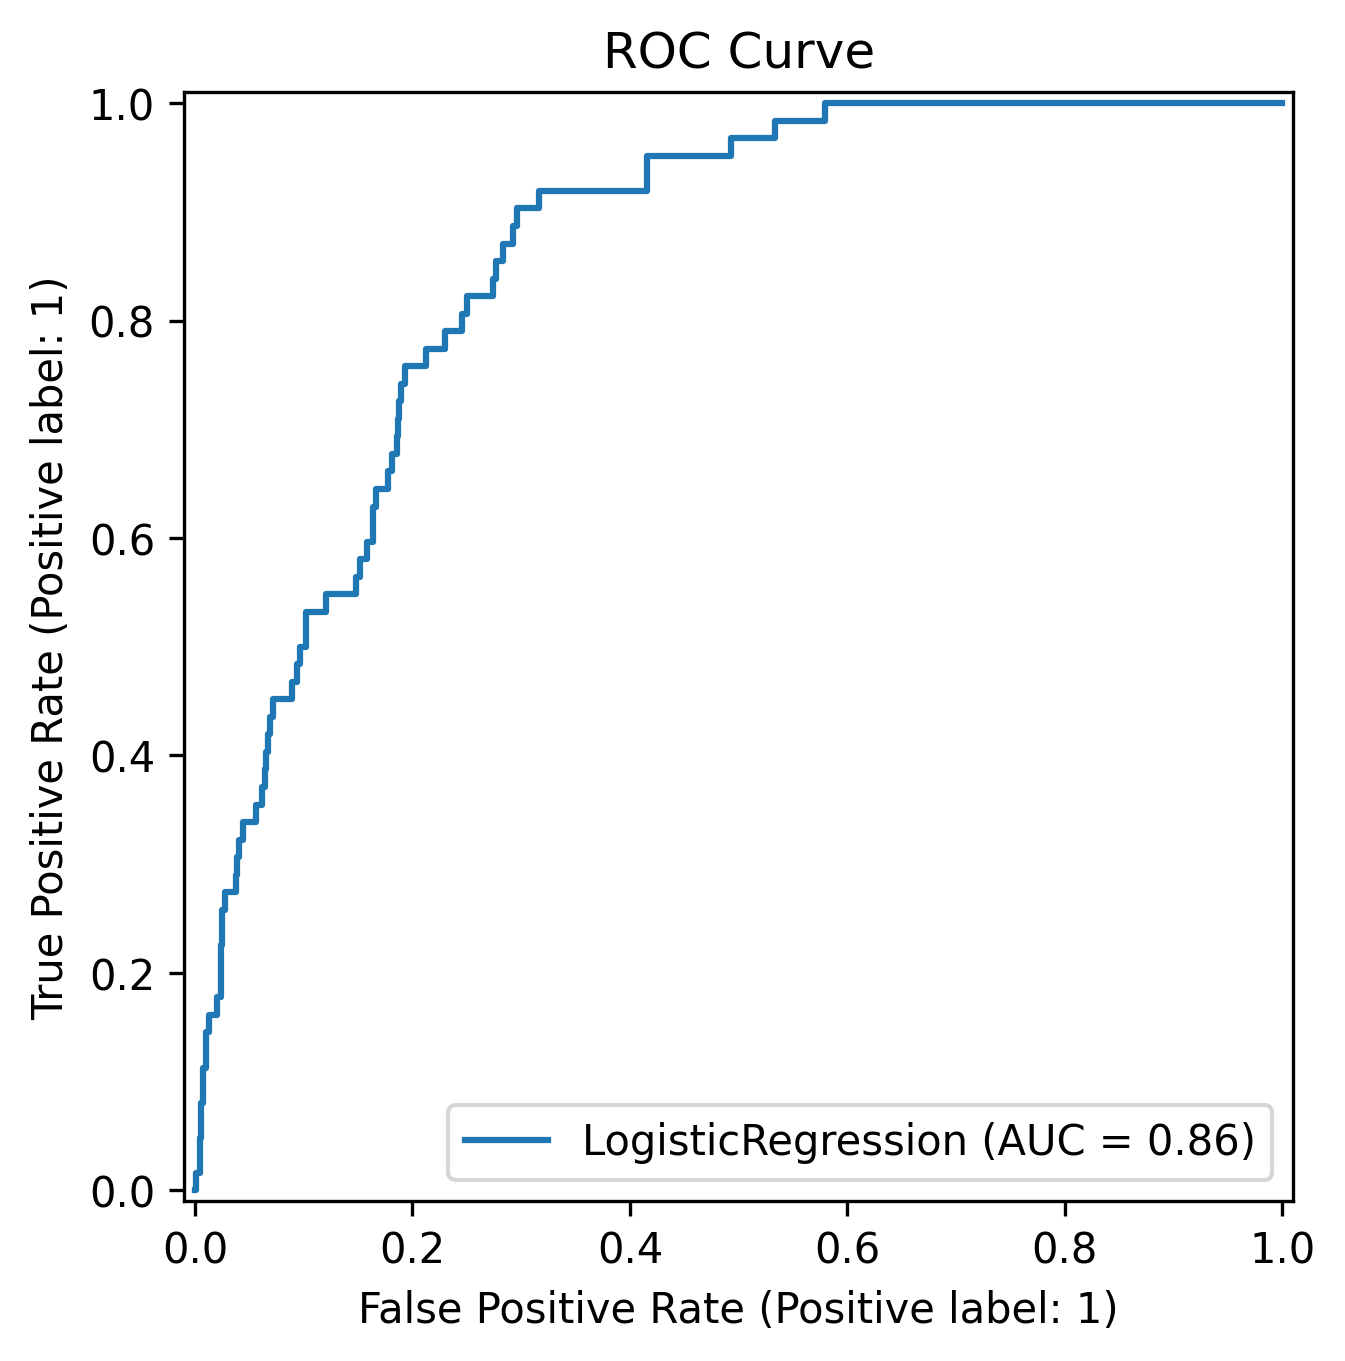 ROC Curve
1.0
0.8
0.6
0.4
0.2
0.0
True Positive Rate (Positive label: 1)
LogisticRegression (AUC = 0.86)
0.0 0.2 0.4 0.6 0.8 1.0
False Positive Rate (Positive label: 1)